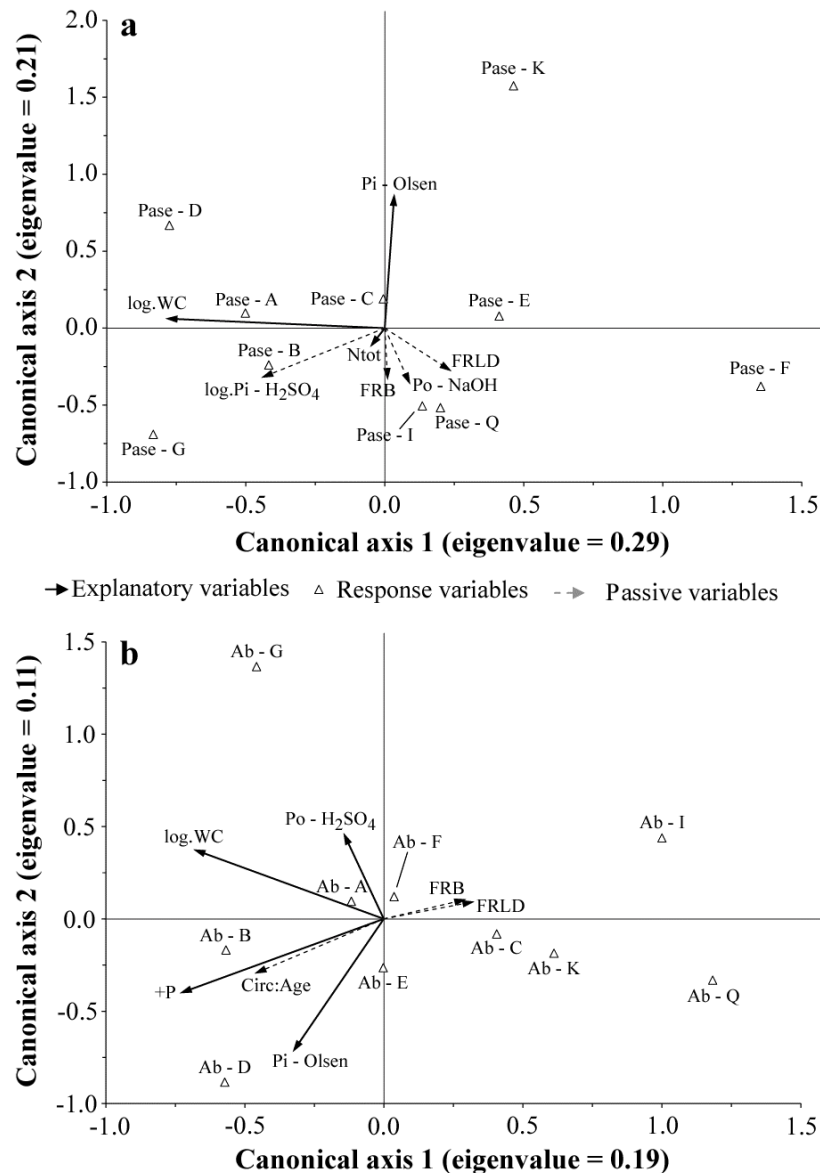 a
Canonical axis 2 (eigenvalue = 0.21)
2.0
1.5
1.0
0.5
0.0
-0.5
-1.0
Pase - K
Pi - Olsen
Pase - D
log.WC
Pase - A
Pase - C
Pase - E
Pase - B
Ntot
FRLD
log.Pi - H₂SO₄
FRB
Po - NaOH
Pase - F
Pase - I
Pase - Q
Pase - G
-1.0 -0.5 0.0 0.5 1.0 1.5
Canonical axis 1 (eigenvalue = 0.29)
Explanatory variables Response variables Passive variables
b
Canonical axis 2 (eigenvalue = 0.11)
1.5
1.0
0.5
0.0
-0.5
-1.0
Ab - G
Po - H₂SO₄
log.WC
Ab - F
Ab - I
Ab - A
FRB
FRLD
Ab - B
Ab - C
Ab - K
+P
Circ:Age
Ab - E
Ab - Q
Pi - Olsen
Ab - D
-1.0 -0.5 0.0 0.5 1.0 1.5
Canonical axis 1 (eigenvalue = 0.19)